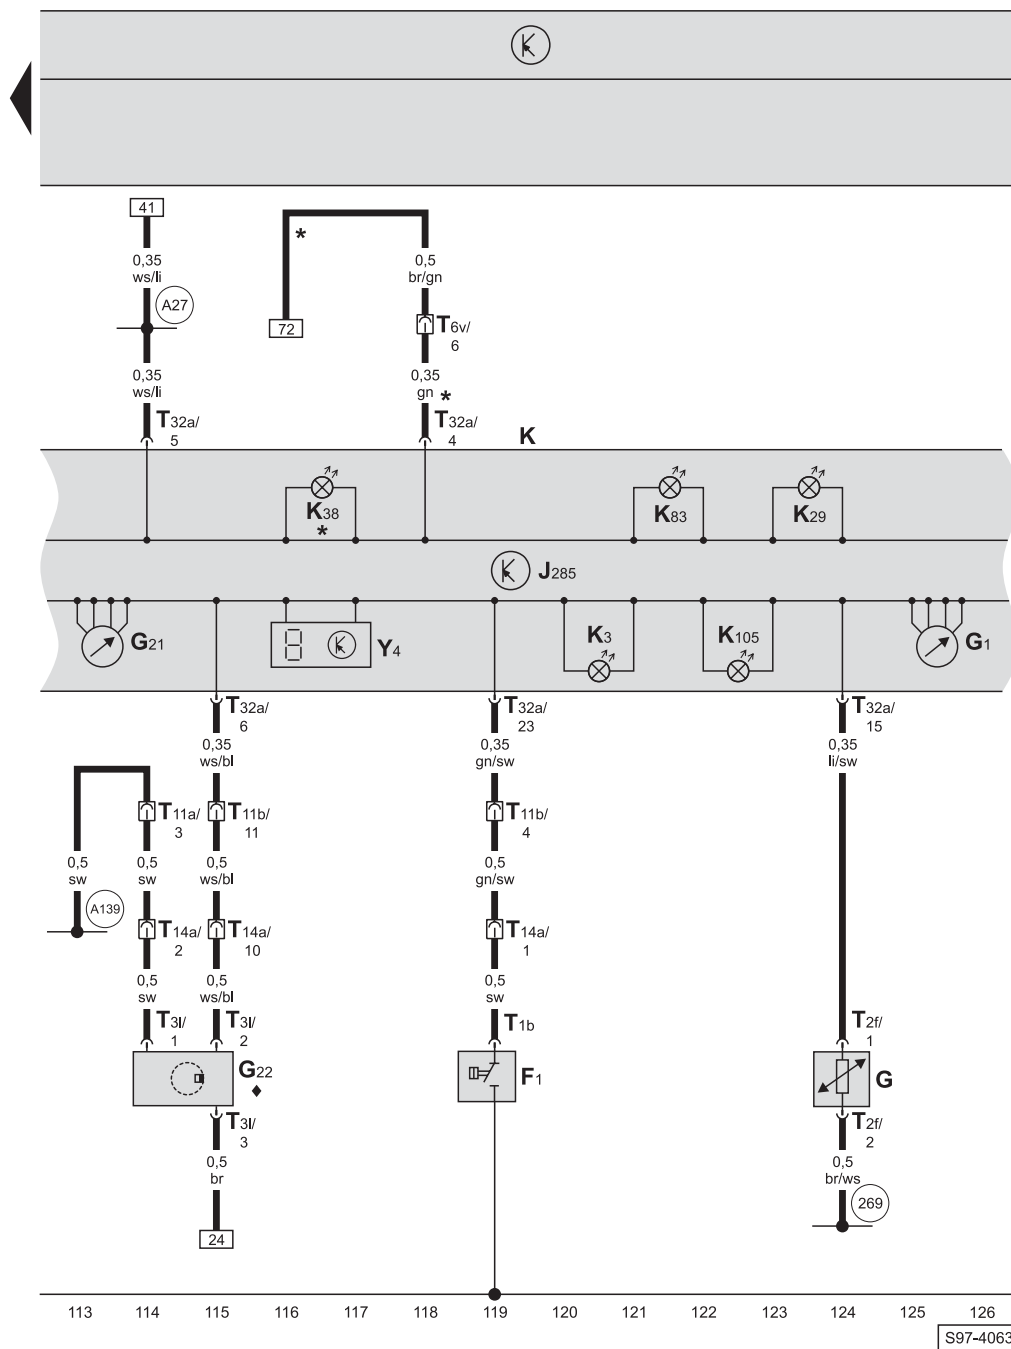 41
0,35
ws/li
A27
0,35
ws/li
T32a/
5
*
72
0,5
br/gn
T6v/
6
0,35
gn *
T32a/
4
K
K38
*
K83
K29
J285
G21
Y4
K3
K105
G1
T32a/
6
0,35
ws/bl
T32a/
23
0,35
gn/sw
T32a/
15
0,35
li/sw
T11a/
3
T11b/
11
T11b/
4
0,5
sw
0,5
sw
0,5
ws/bl
0,5
gn/sw
A139
T14a/
2
T14a/
10
T14a/
1
0,5
sw
0,5
ws/bl
0,5
sw
T3l/
1
T3l/
2
T1b
T2f/
1
G22
F1
G
T3l/
3
T2f/
2
0,5
br
0,5
br/ws
269
24
113 114 115 116 117 118 119 120 121 122 123 124 125 126
S97-4063